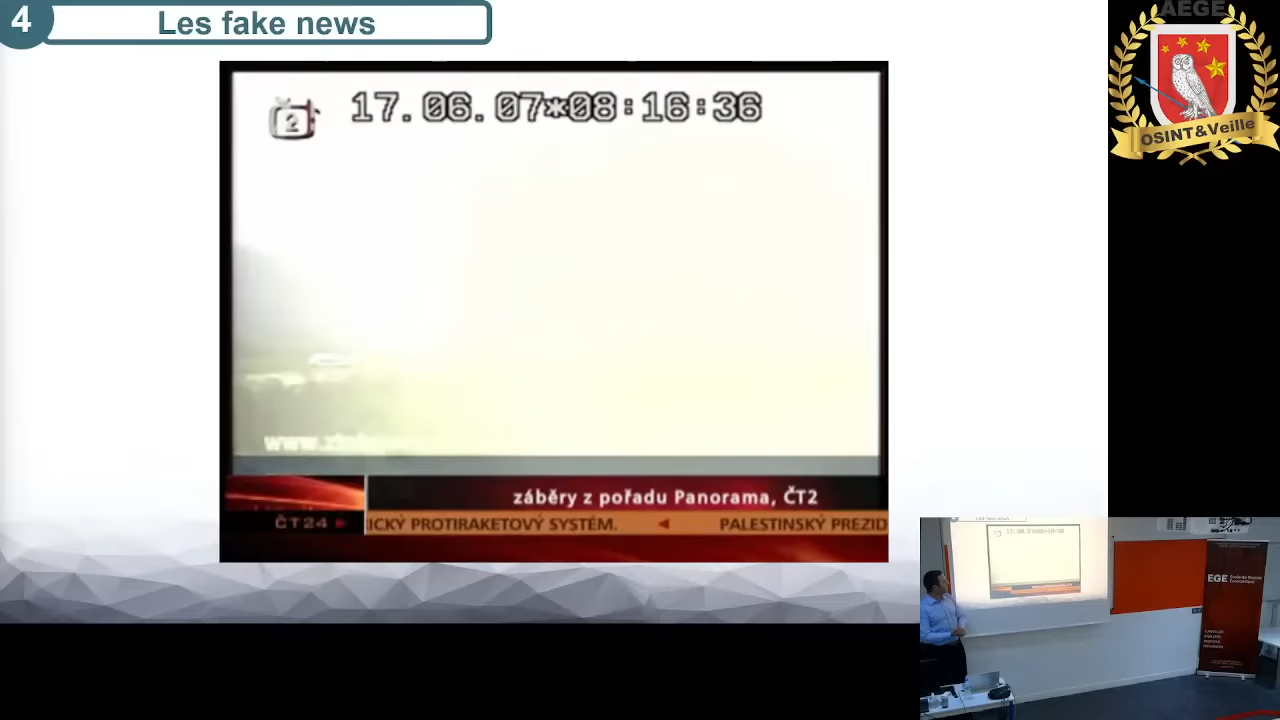 4
Les fake news
AEGE
OSINT&Veille
2
17.06.07*08:16:36
záběry z pořadu Panorama, ČT2
ČT24
ICKÝ PROTIRAKETOVÝ SYSTÉM.
PALESTINSKÝ PREZID
EGE